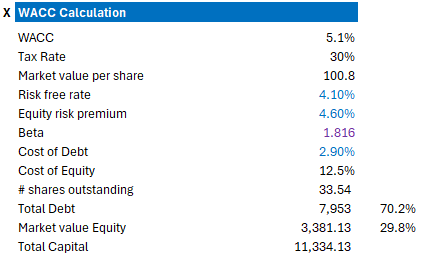 X WACC Calculation
WACC 5.1%
Tax Rate 30%
Market value per share 100.8
Risk free rate 4.10%
Equity risk premium 4.60%
Beta 1.816
Cost of Debt 2.90%
Cost of Equity 12.5%
# shares outstanding 33.54
Total Debt 7,953 70.2%
Market value Equity 3,381.13 29.8%
Total Capital 11,334.13